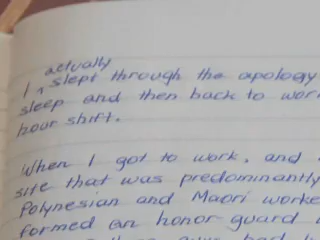 actually
I ^ slept through the apology
sleep and then back to wor
hour shift.
When I got to work, and
site that was predominantly
Polynesian and Maori worke
formed an honor guard